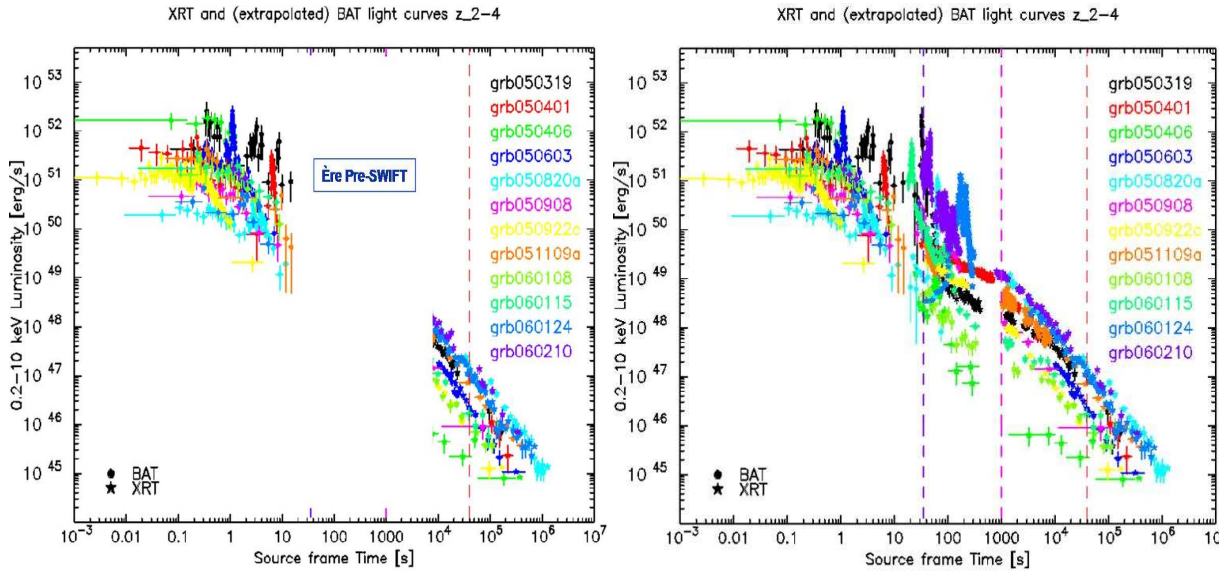 XRT and (extrapolated) BAT light curves z_2-4
0.2-10 keV Luminosity [erg/s]
10 53
10 52
10 51
10 50
10 49
10 48
10 47
10 46
10 45
Ère Pre-SWIFT
grb050319
grb050401
grb050406
grb050603
grb050820a
grb050908
grb050922c
grb051109a
grb060108
grb060115
grb060124
grb060210
BAT
XRT
10-3 0.01 0.1 1 10 100 1000 10 4 10 5 10 6 10 7
Source frame Time [s]
XRT and (extrapolated) BAT light curves z_2-4
0.2-10 keV Luminosity [erg/s]
10 53
10 52
10 51
10 50
10 49
10 48
10 47
10 46
10 45
grb050319
grb050401
grb050406
grb050603
grb050820a
grb050908
grb050922c
grb051109a
grb060108
grb060115
grb060124
grb060210
BAT
XRT
10-3 0.01 0.1 1 10 100 1000 10 4 10 5 10 6 10 7
Source frame Time [s]